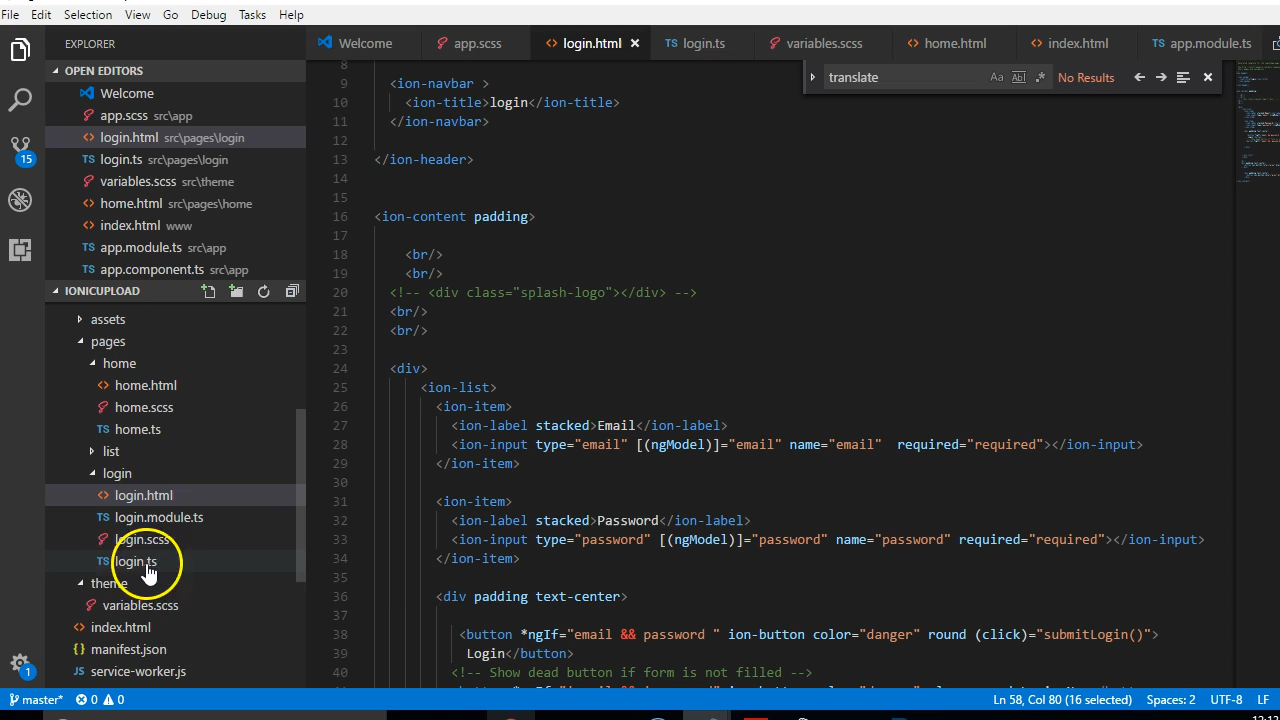 File Edit Selection View Go Debug Tasks Help
EXPLORER
OPEN EDITORS
Welcome
app.scss src\app
login.html src\pages\login
login.ts src\pages\login
variables.scss src\theme
home.html src\pages\home
index.html www
app.module.ts src\app
app.component.ts src\app
IONICUPLOAD
assets
pages
home
home.html
home.scss
home.ts
list
login
login.html
login.module.ts
login.scss
login.ts
theme
variables.scss
index.html
manifest.json
service-worker.js
15
1
Welcome app.scss login.html login.ts variables.scss home.html index.html app.module.ts
translate Aa Abl .* No Results
8
9 <ion-navbar >
10 <ion-title>login</ion-title>
11 </ion-navbar>
12
13 </ion-header>
14
15
16 <ion-content padding>
17
18 <br/>
19 <br/>
20 <!-- <div class="splash-logo"></div> -->
21 <br/>
22 <br/>
23
24 <div>
25 <ion-list>
26 <ion-item>
27 <ion-label stacked>Email</ion-label>
28 <ion-input type="email" [(ngModel)]="email" name="email"  required="required"></ion-input>
29 </ion-item>
30
31 <ion-item>
32 <ion-label stacked>Password</ion-label>
33 <ion-input type="password" [(ngModel)]="password" name="password" required="required"></ion-input>
34 </ion-item>
35
36 <div padding text-center>
37
38 <button *ngIf="email && password " ion-button color="danger" round (click)="submitLogin()">
39 Login</button>
40 <!-- Show dead button if form is not filled -->
master* 0 0 Ln 58, Col 80 (16 selected) Spaces: 2 UTF-8 LF